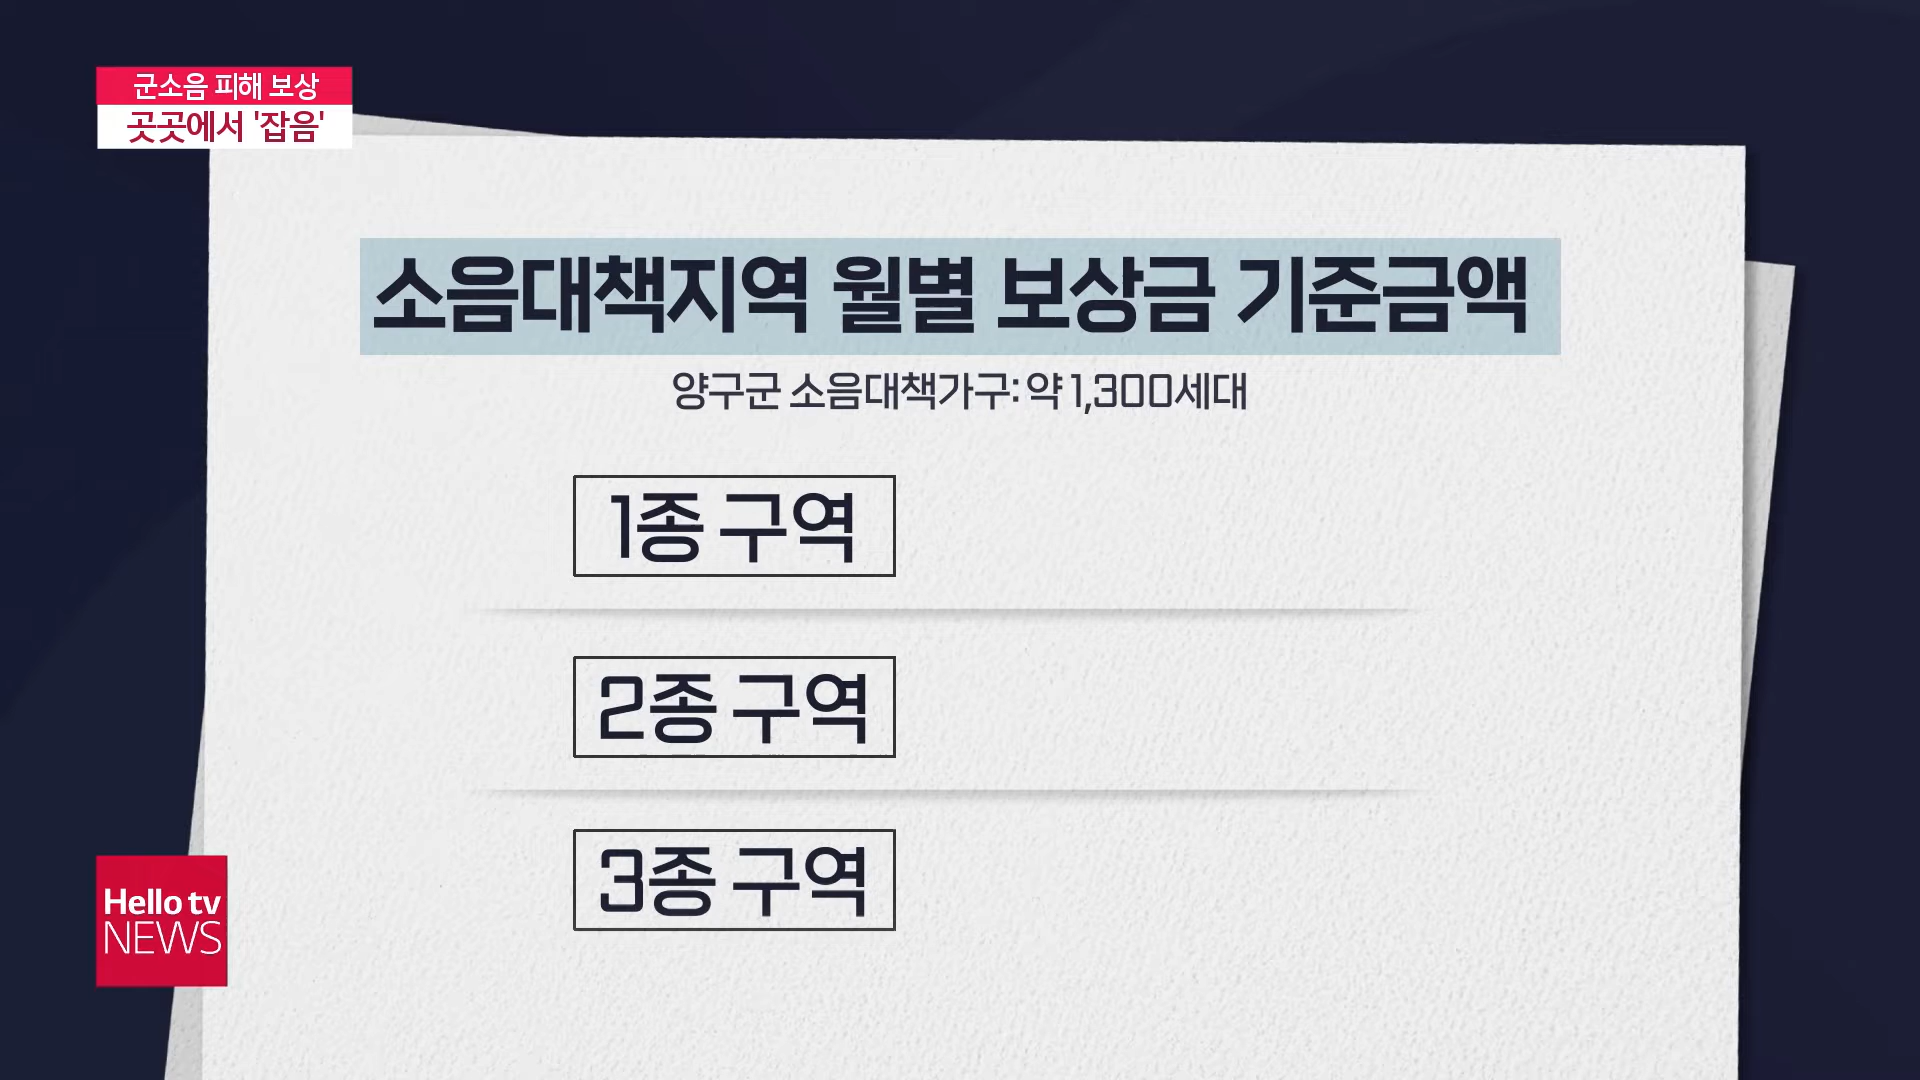 군소음 피해 보상
곳곳에서 '잡음'
소음대책지역 월별 보상금 기준금액
양구군 소음대책가구: 약 1,300세대
1종 구역
2종 구역
3종 구역
Hello tv
NEWS